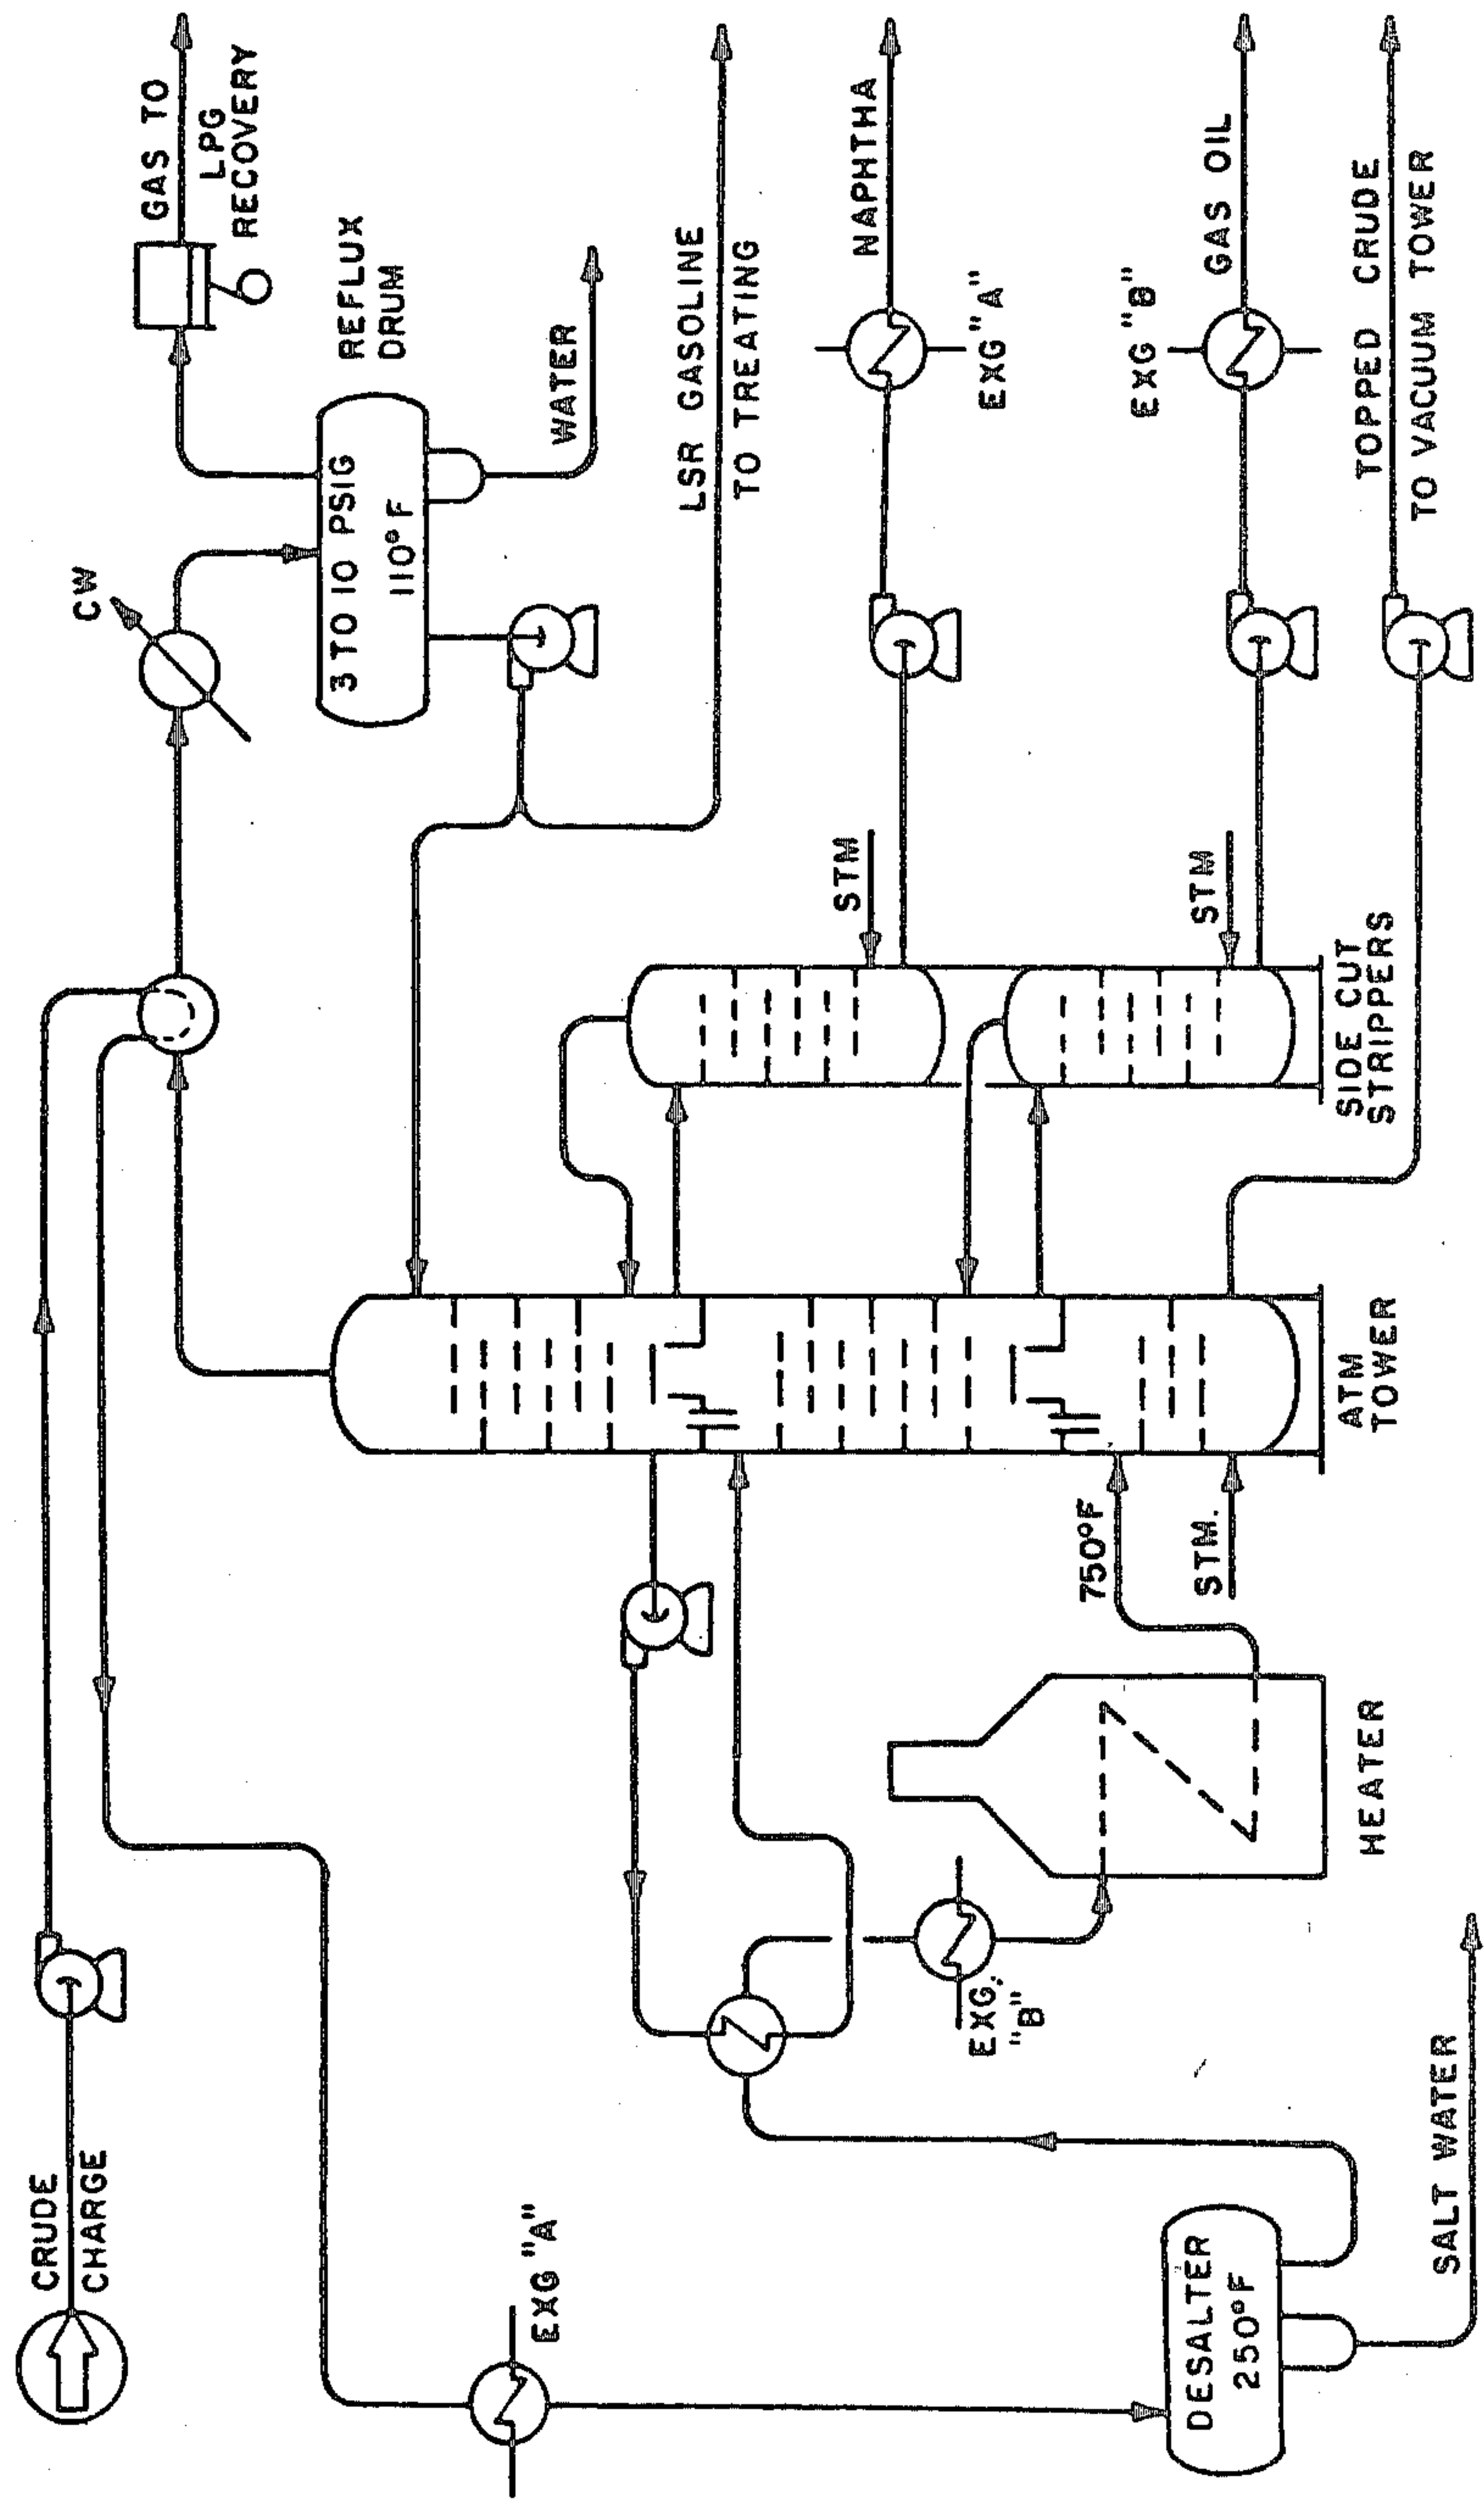 CRUDE
CHARGE
CW
GAS TO
LPG
RECOVERY
3 TO 10 PSIG
110°F
REFLUX
DRUM
WATER
LSR GASOLINE
TO TREATING
EXG "A"
STM
NAPHTHA
EXG "A"
EXG.
"B"
750°F
STM.
STM
EXG "B"
GAS OIL
DESALTER
250°F
HEATER
ATM
TOWER
SIDE CUT
STRIPPERS
TOPPED CRUDE
TO VACUUM TOWER
SALT WATER